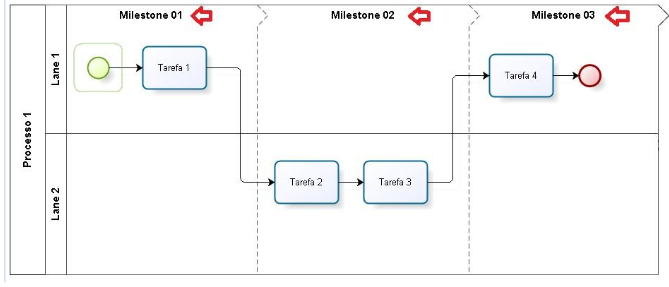 Milestone 01
Milestone 02
Milestone 03
Processo 1
Lane 1
Tarefa 1
Tarefa 4
Lane 2
Tarefa 2
Tarefa 3